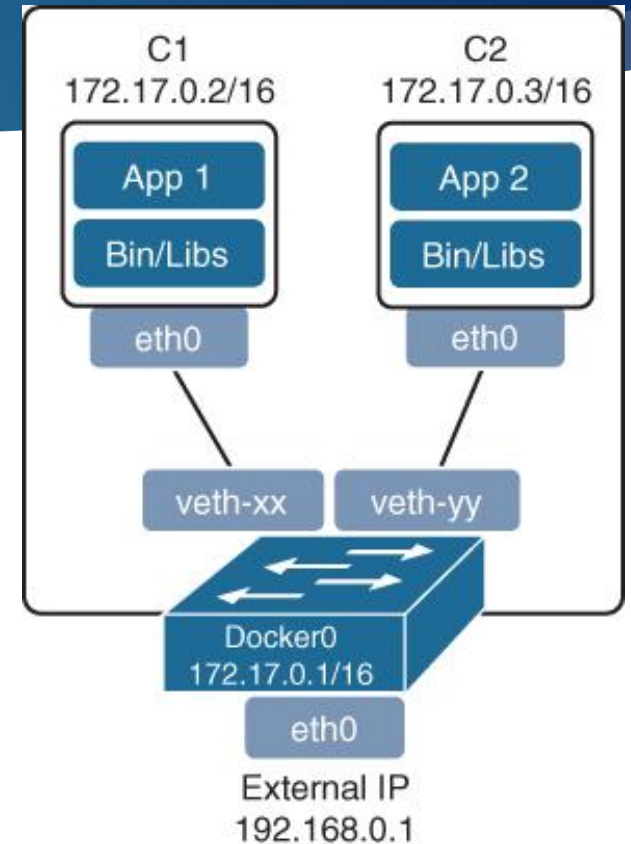 C1
172.17.0.2/16
App 1
Bin/Libs
eth0
C2
172.17.0.3/16
App 2
Bin/Libs
eth0
veth-xx
veth-yy
Docker0
172.17.0.1/16
eth0
External IP
192.168.0.1